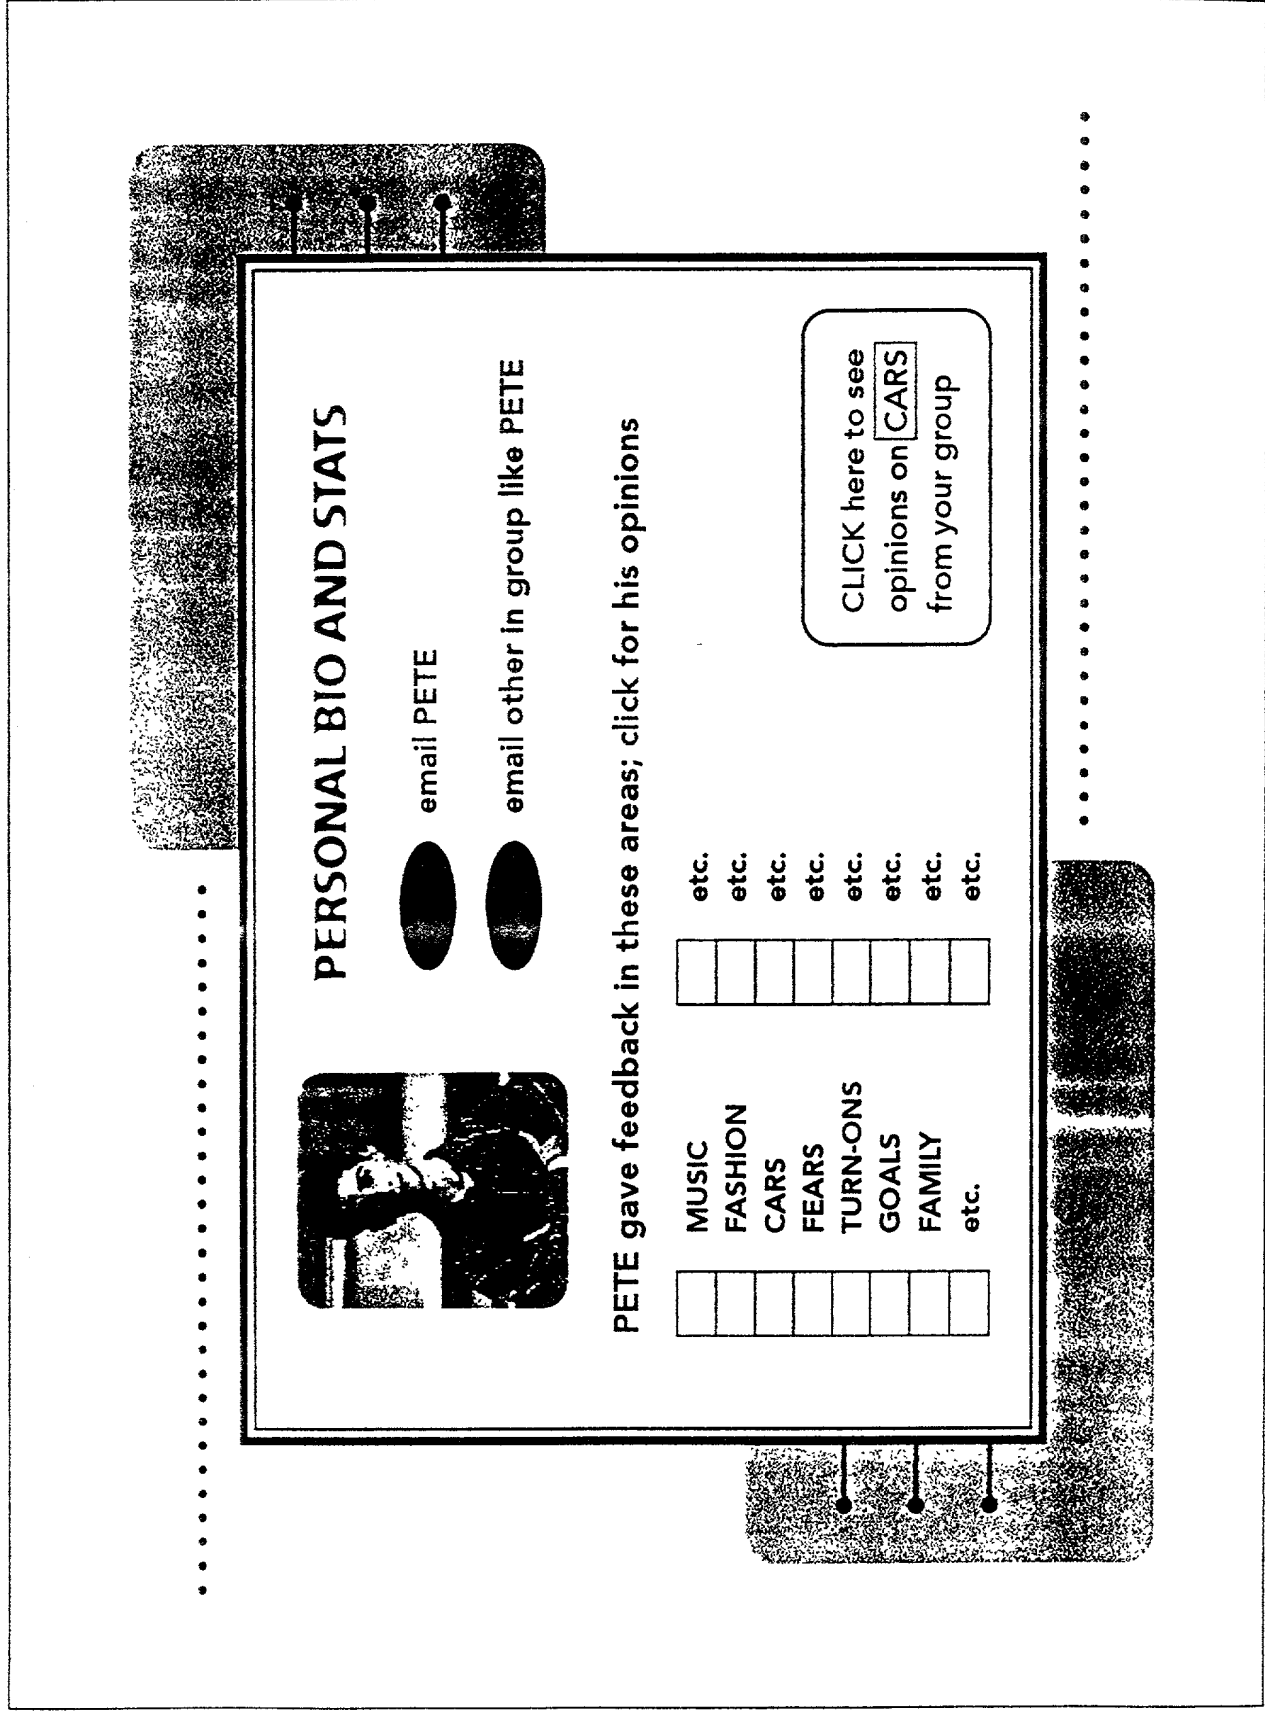 PERSONAL BIO AND STATS
email PETE
email other in group like PETE
PETE gave feedback in these areas; click for his opinions
MUSIC etc.
FASHION etc.
CARS etc.
FEARS etc.
TURN-ONS etc.
GOALS etc.
FAMILY etc.
etc. etc.
CLICK here to see
opinions on CARS
from your group